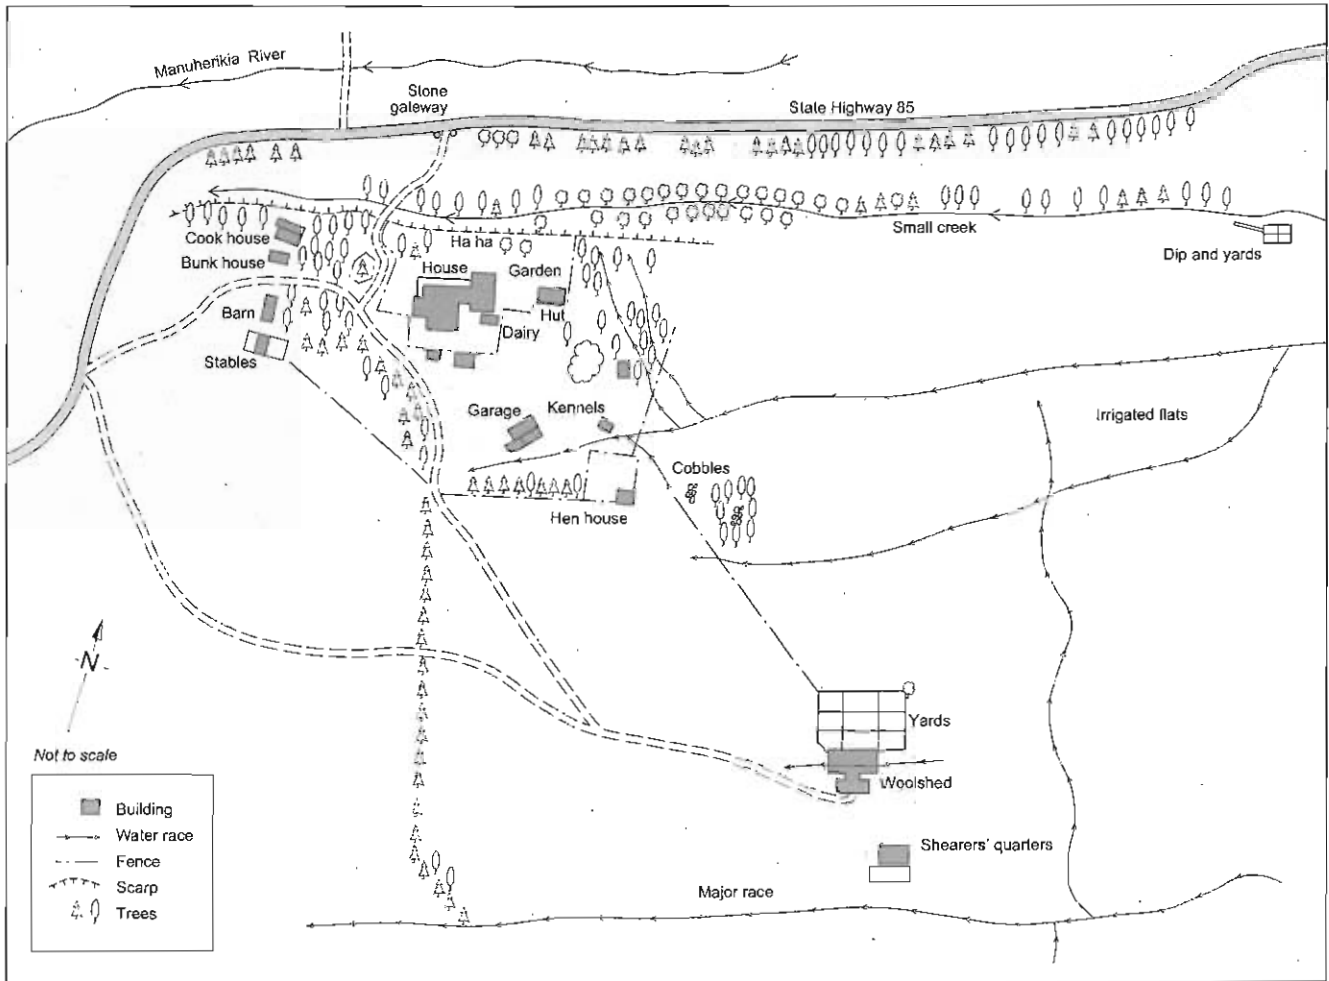 Manuherikia River
Stone
gateway
State Highway 85
Cook house
Bunk house
Ha ha
Small creek
Dip and yards
House
Garden
Hut
Dairy
Barn
Stables
Garage
Kennels
Irrigated flats
Cobbles
Hen house
N
Not to scale
Yards
Woolshed
Shearers' quarters
Major race
Building
Water race
Fence
Scarp
Trees